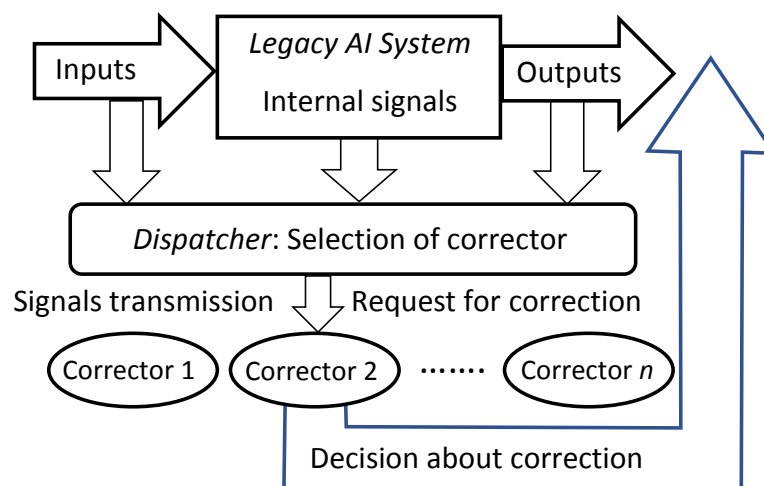 Inputs
Legacy AI System
Internal signals
Outputs
Dispatcher: Selection of corrector
Signals transmission
Request for correction
Corrector 1
Corrector 2
.......
Corrector n
Decision about correction